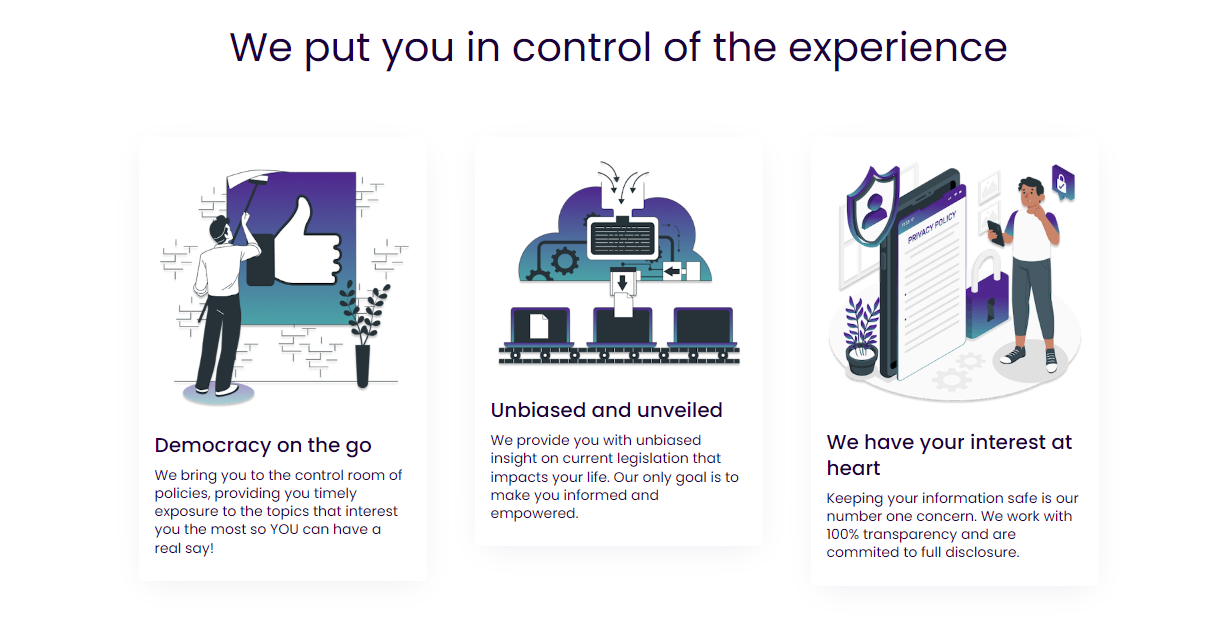 We put you in control of the experience
Democracy on the go
We bring you to the control room of
policies, providing you timely
exposure to the topics that interest
you the most so YOU can have a
real say!
Unbiased and unveiled
We provide you with unbiased
insight on current legislation that
impacts your life. Our only goal is to
make you informed and
empowered.
PRIVACY POLICY
We have your interest at
heart
Keeping your information safe is our
number one concern. We work with
100% transparency and are
commited to full disclosure.